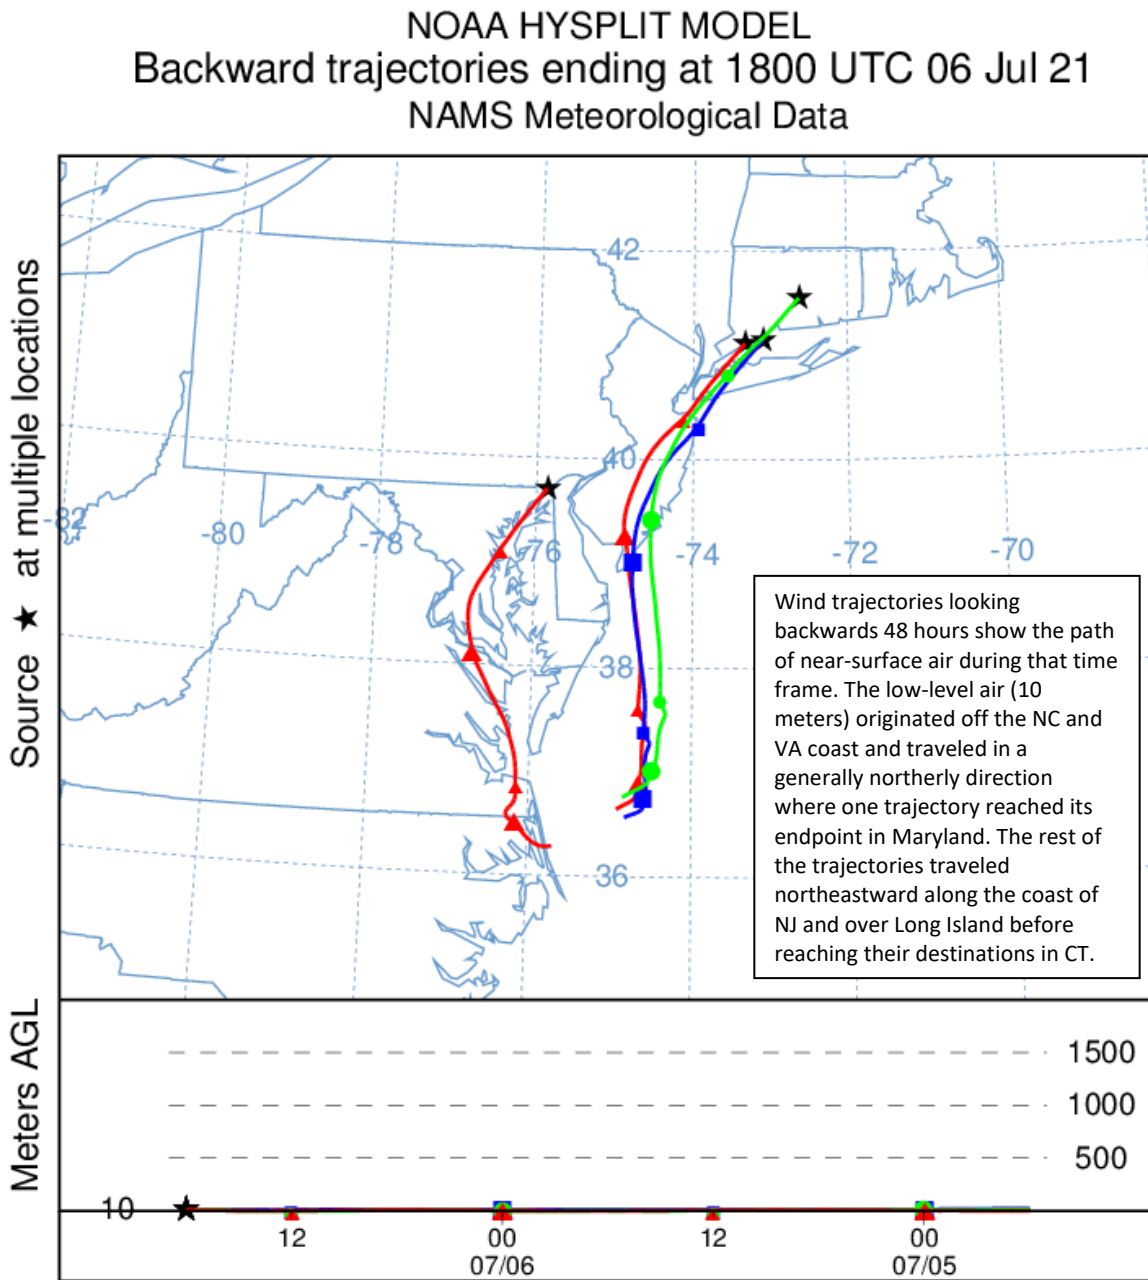 NOAA HYSPLIT MODEL
Backward trajectories ending at 1800 UTC 06 Jul 21
NAMS Meteorological Data
Source ★ at multiple locations
42
40
-82
-80
-78
-76
-74
-72
-70
38
36
Wind trajectories looking
backwards 48 hours show the path
of near-surface air during that time
frame. The low-level air (10
meters) originated off the NC and
VA coast and traveled in a
generally northerly direction
where one trajectory reached its
endpoint in Maryland. The rest of
the trajectories traveled
northeastward along the coast of
NJ and over Long Island before
reaching their destinations in CT.
Meters AGL
1500
1000
500
10
12 00 12 00
07/06 07/05